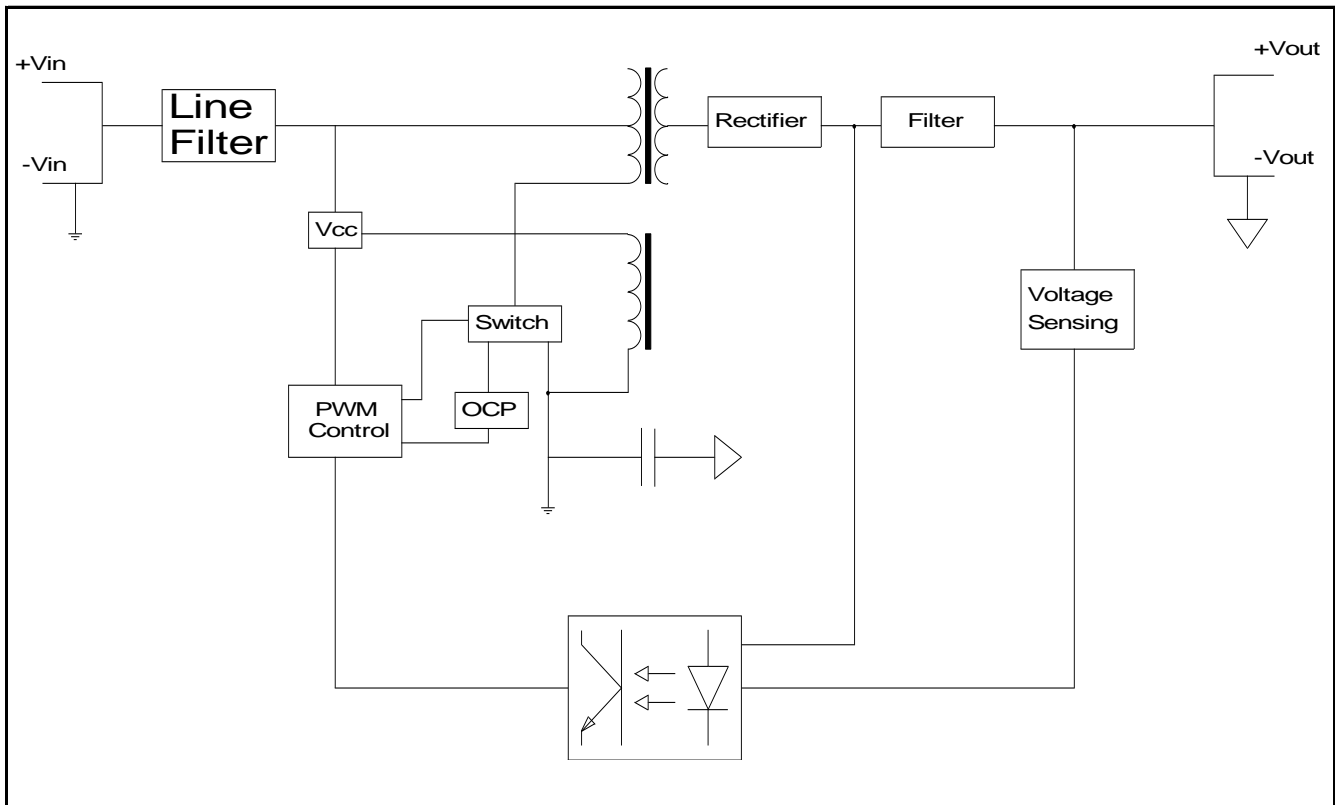 +Vin
-Vin
Line
Filter
Rectifier
Filter
+Vout
-Vout
Vcc
Switch
Voltage
Sensing
PWM
Control
OCP